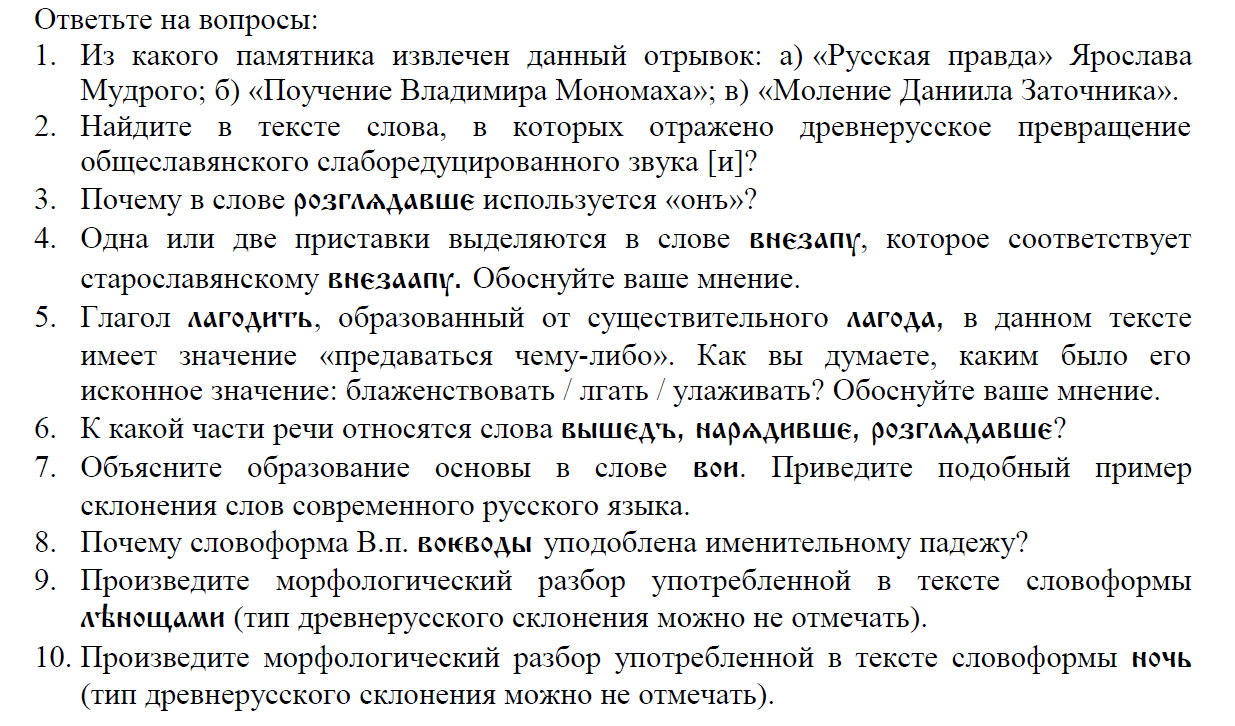 Ответьте на вопросы:
1. Из какого памятника извлечен данный отрывок: а) «Русская правда» Ярослава
Мудрого; б) «Поучение Владимира Мономаха»; в) «Моление Даниила Заточника».
2. Найдите в тексте слова, в которых отражено древнерусское превращение
общеславянского слаборедуцированного звука [и]?
3. Почему в слове розглѧдавше используется «онъ»?
4. Одна или две приставки выделяются в слове внезапꙋ, которое соответствует
старославянскому внезаапꙋ. Обоснуйте ваше мнение.
5. Глагол лагодить, образованный от существительного лагода, в данном тексте
имеет значение «предаваться чему-либо». Как вы думаете, каким было его
исконное значение: блаженствовать / лгать / улаживать? Обоснуйте ваше мнение.
6. К какой части речи относятся слова вышедъ, нарѧдивше, розглѧдавше?
7. Объясните образование основы в слове вои. Приведите подобный пример
склонения слов современного русского языка.
8. Почему словоформа В.п. воѥводы уподоблена именительному падежу?
9. Произведите морфологический разбор употребленной в тексте словоформы
лѣнощами (тип древнерусского склонения можно не отмечать).
10. Произведите морфологический разбор употребленной в тексте словоформы ночь
(тип древнерусского склонения можно не отмечать).